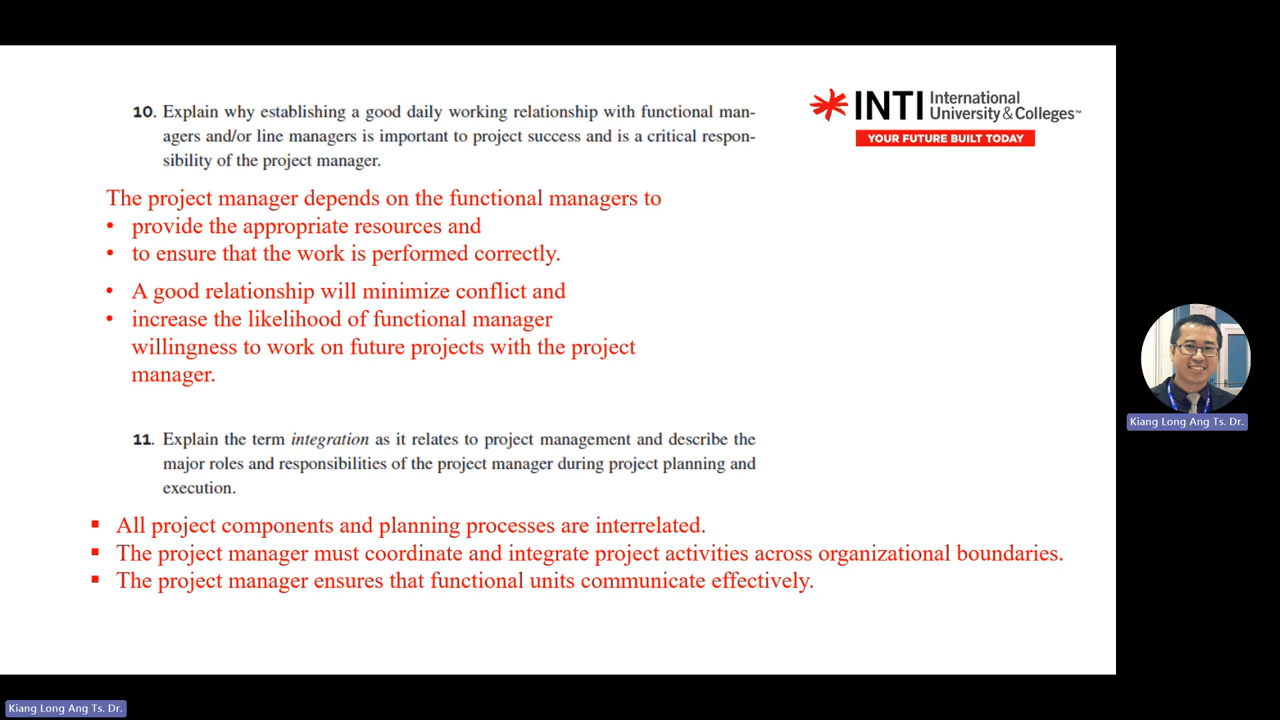 10. Explain why establishing a good daily working relationship with functional man-
agers and/or line managers is important to project success and is a critical respon-
sibility of the project manager.
INTI International
University & Colleges™
YOUR FUTURE BUILT TODAY
The project manager depends on the functional managers to
• provide the appropriate resources and
• to ensure that the work is performed correctly.
• A good relationship will minimize conflict and
• increase the likelihood of functional manager
willingness to work on future projects with the project
manager.
11. Explain the term integration as it relates to project management and describe the
major roles and responsibilities of the project manager during project planning and
execution.
▪ All project components and planning processes are interrelated.
▪ The project manager must coordinate and integrate project activities across organizational boundaries.
▪ The project manager ensures that functional units communicate effectively.
Kiang Long Ang Ts. Dr.
Kiang Long Ang Ts. Dr.